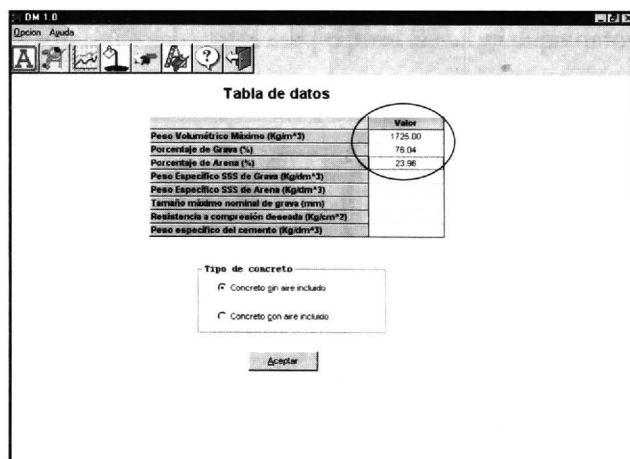 DM 1.0
Opcion Ayuda
A ?
Tabla de datos
Valor
Peso Volumétrico Máximo (Kg/m^3) 1725.00
Porcentaje de Grava (%) 76.04
Porcentaje de Arena (%) 23.96
Peso Especifico SSS de Grava (Kg/dm^3)
Peso Especifico SSS de Arena (Kg/dm^3)
Tamaño máximo nominal de grava (mm)
Resistencia a compresión deseada (Kg/cm^2)
Peso especifico del cemento (Kg/dm^3)
Tipo de concreto
Concreto sin aire incluido
Concreto con aire incluido
Aceptar